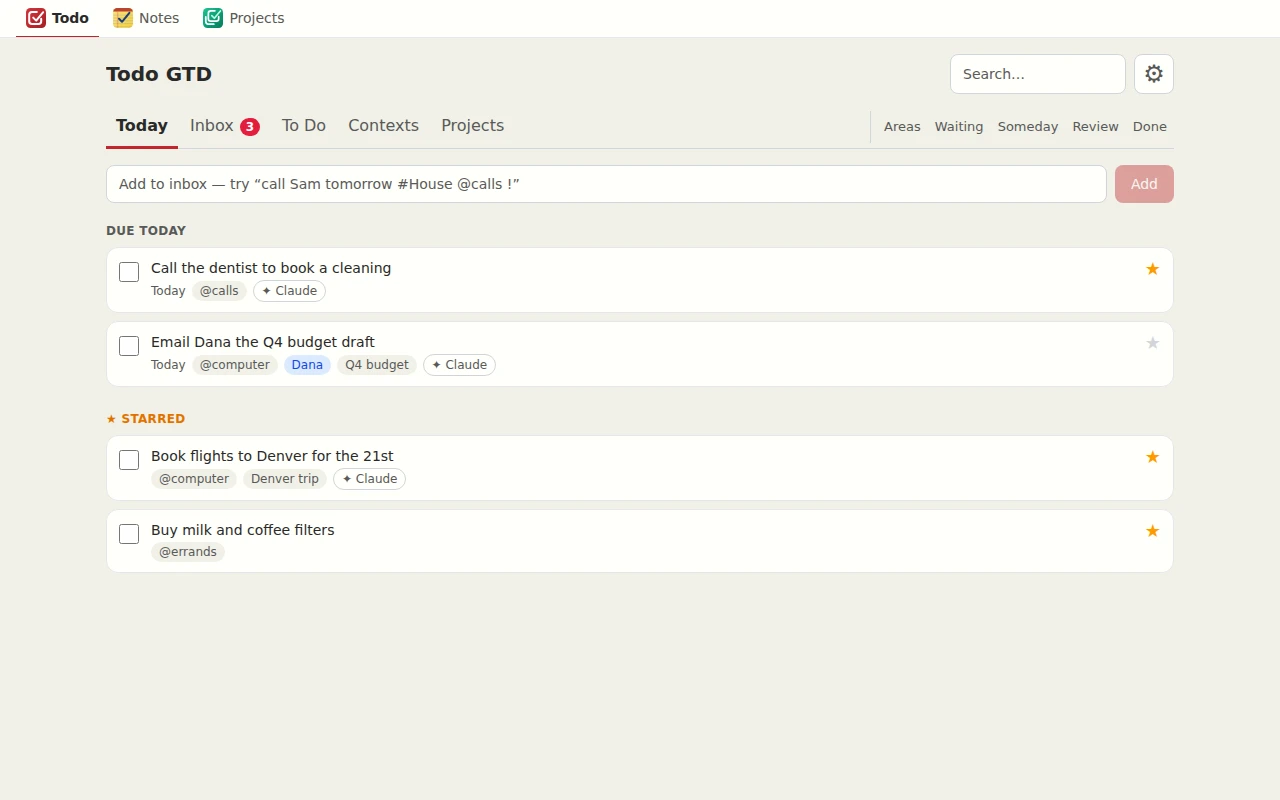 Todo Notes Projects
Todo GTD
Search…
Today Inbox 3 To Do Contexts Projects Areas Waiting Someday Review Done
Add to inbox — try “call Sam tomorrow #House @calls !” Add
DUE TODAY
Call the dentist to book a cleaning
Today @calls ✦ Claude
Email Dana the Q4 budget draft
Today @computer Dana Q4 budget ✦ Claude
★ STARRED
Book flights to Denver for the 21st
@computer Denver trip ✦ Claude
Buy milk and coffee filters
@errands